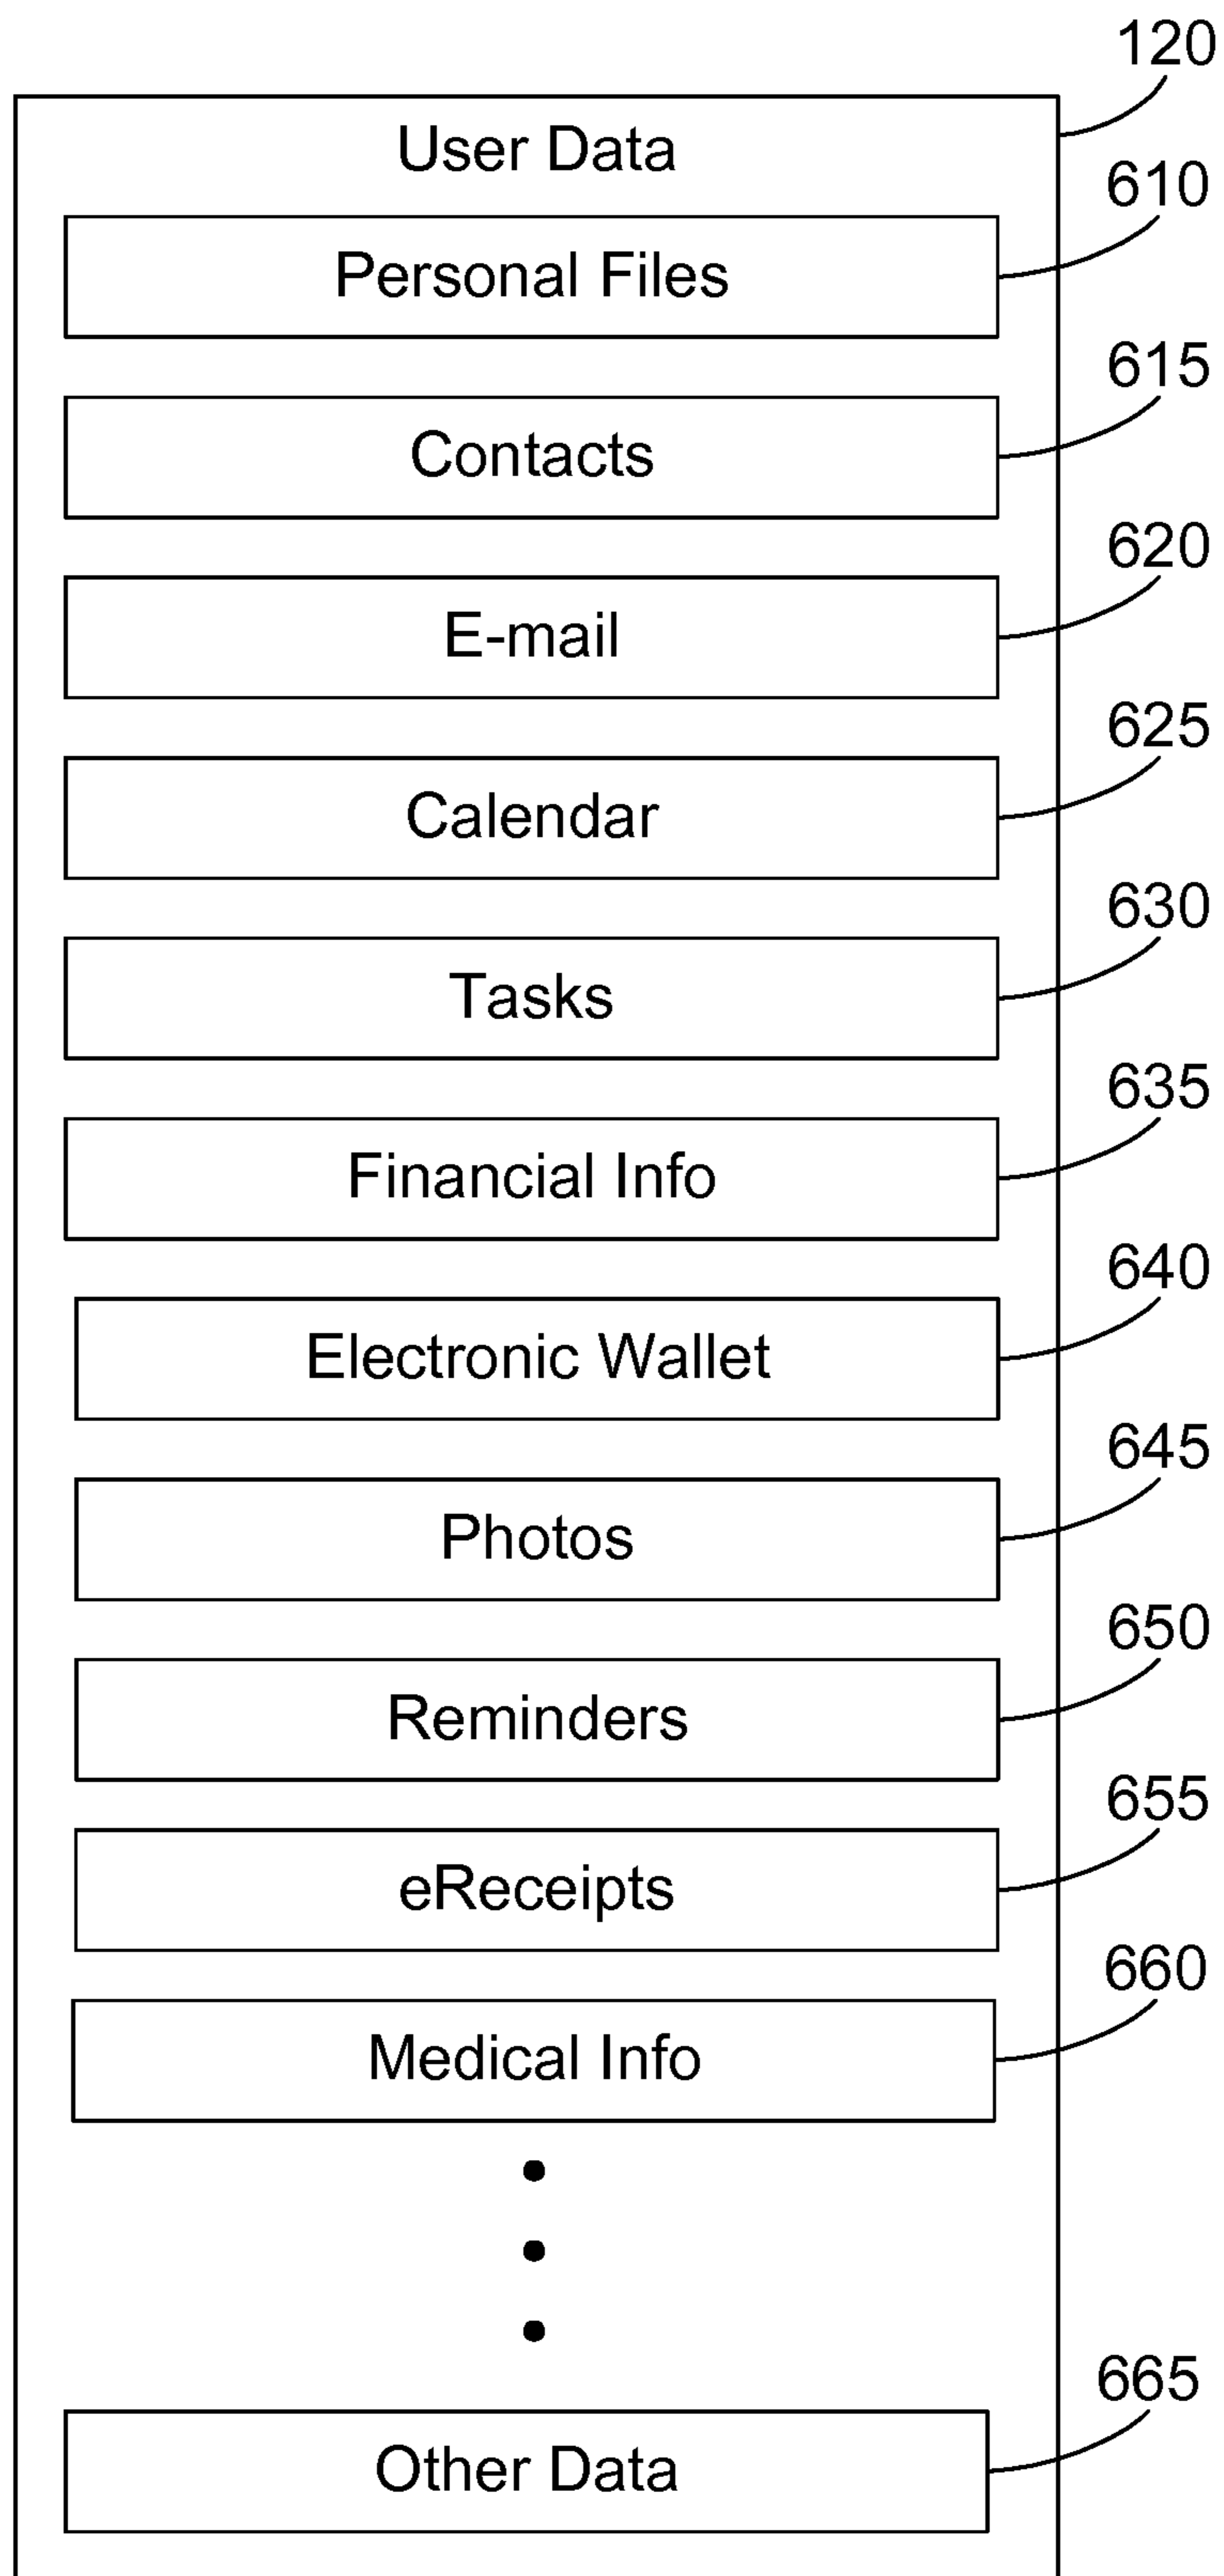 120
User Data
610
Personal Files
615
Contacts
620
E-mail
625
Calendar
630
Tasks
635
Financial Info
640
Electronic Wallet
645
Photos
650
Reminders
655
eReceipts
660
Medical Info
665
Other Data